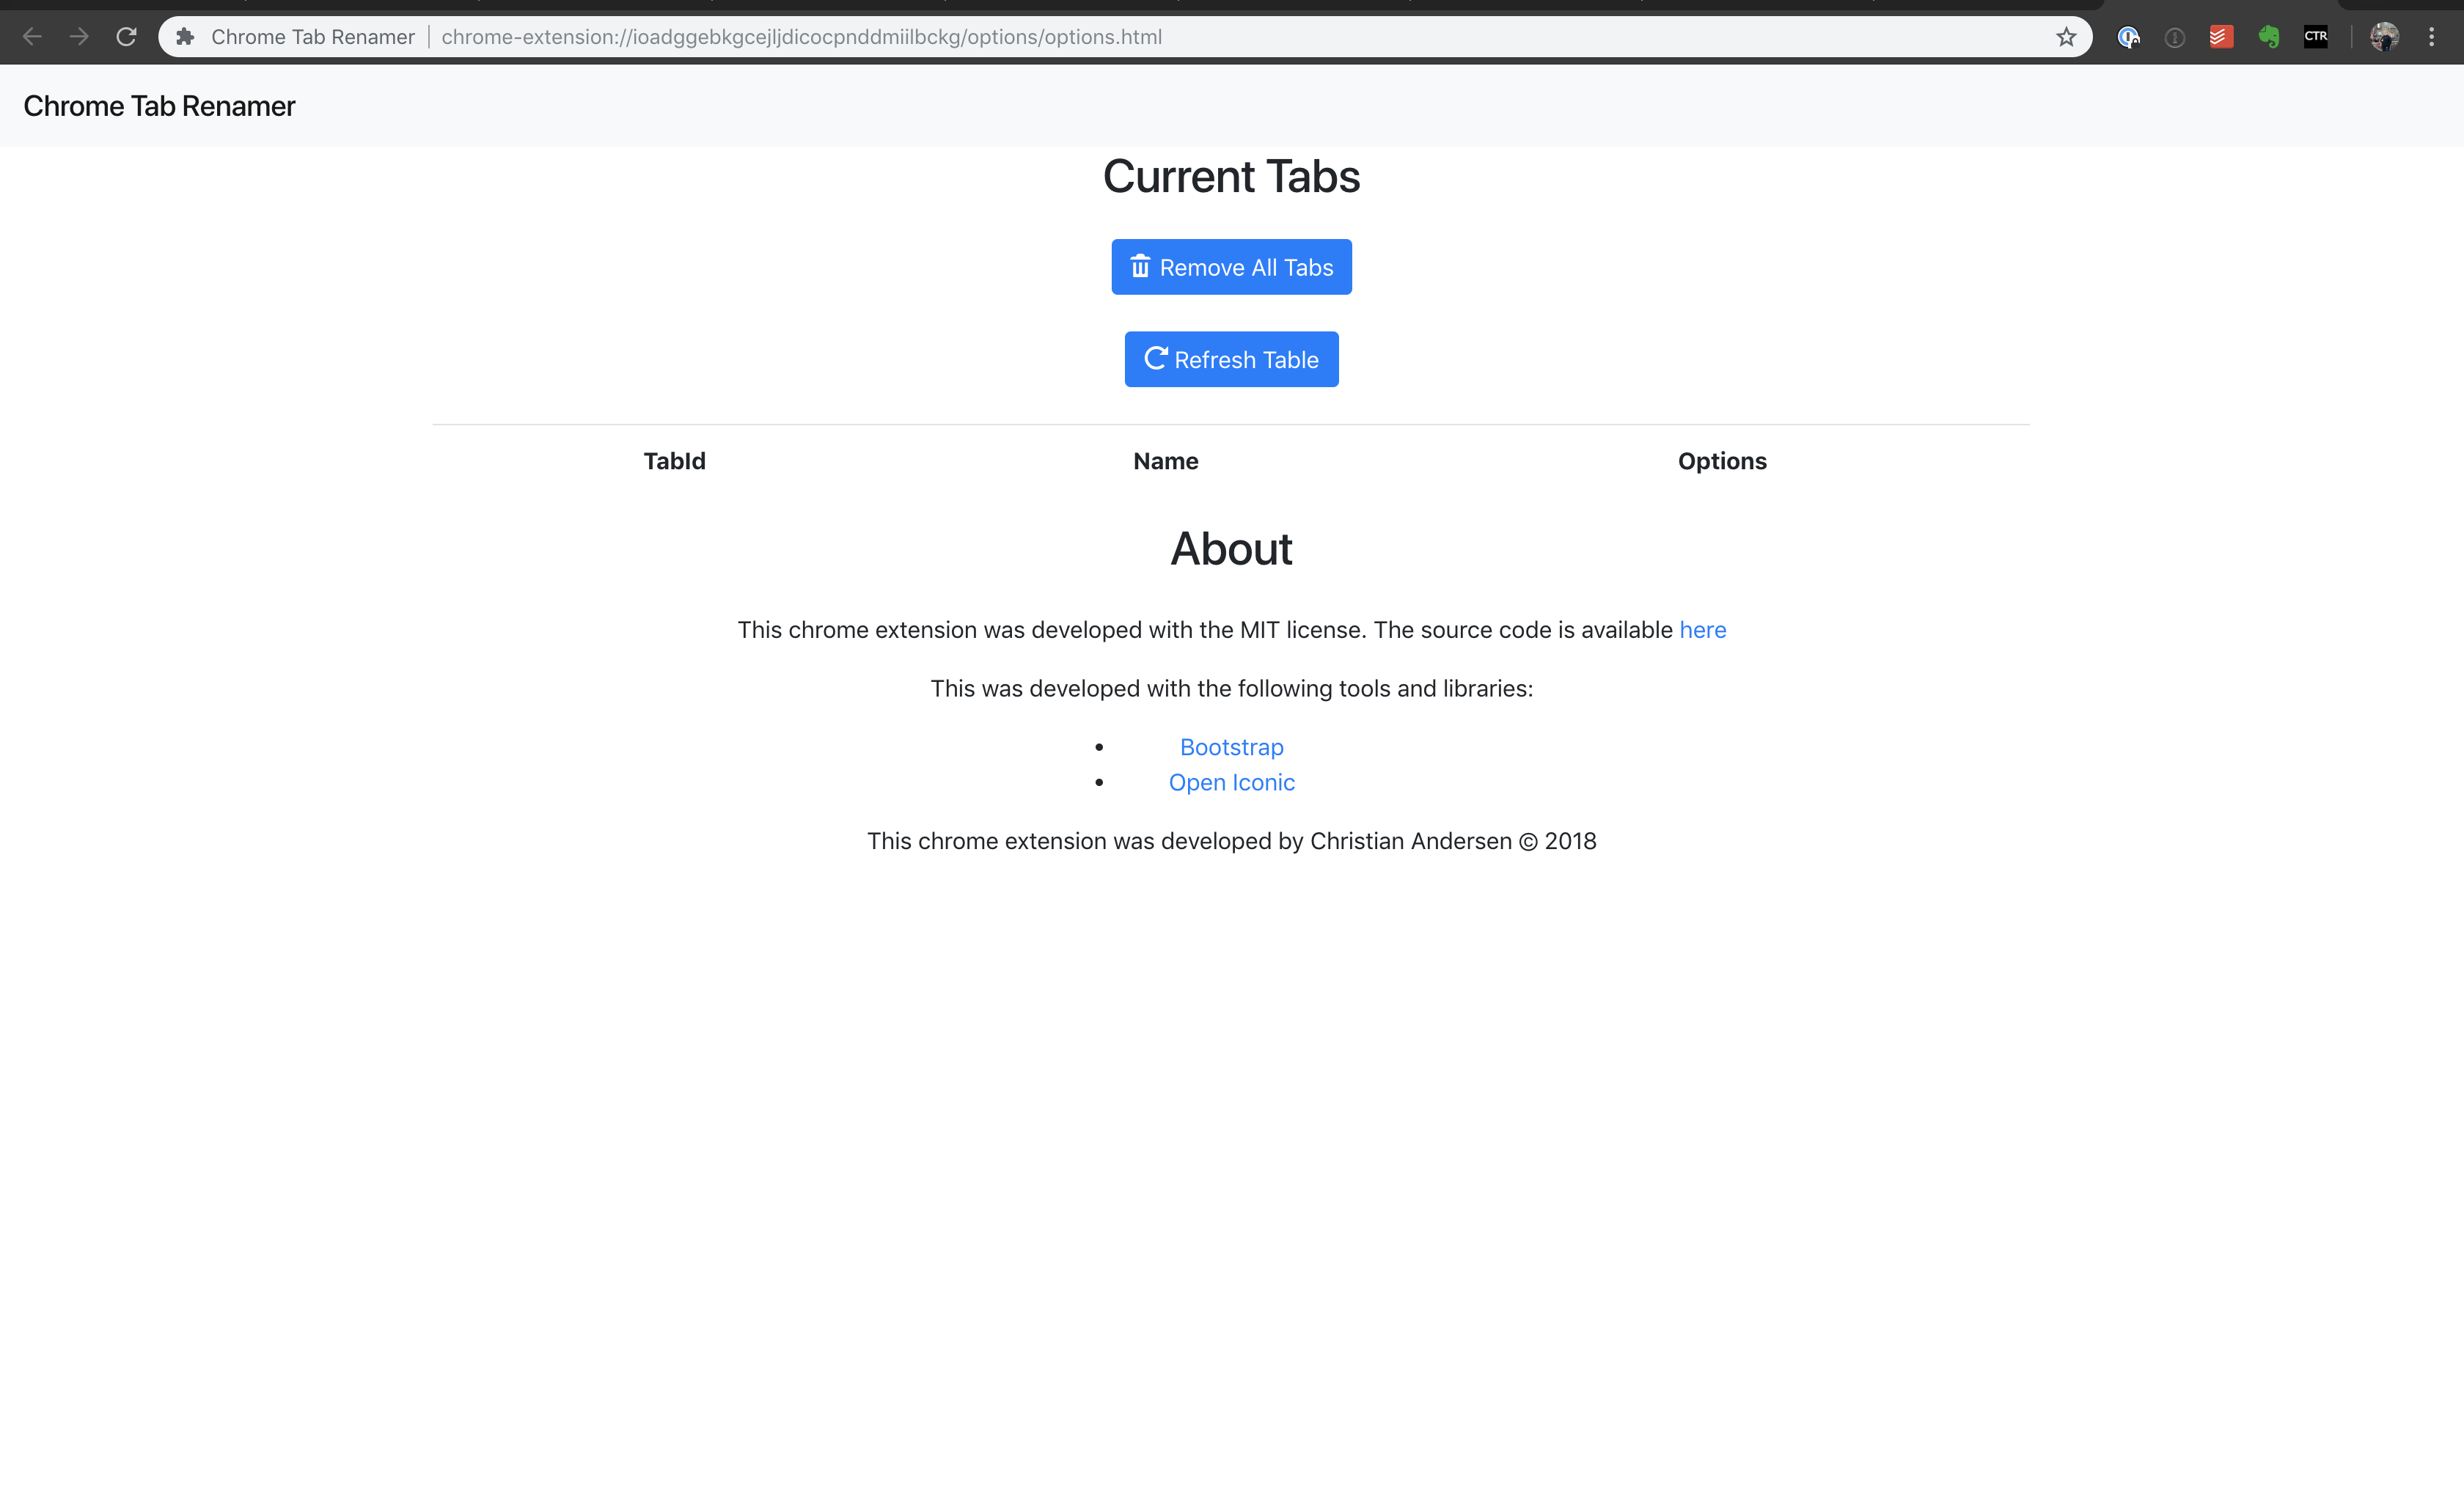 Chrome Tab Renamer | chrome-extension://ioadggebkgcejljdicocpnddmiilbckg/options/options.html CTR
Chrome Tab Renamer
Current Tabs
Remove All Tabs
Refresh Table
TabId Name Options
About
This chrome extension was developed with the MIT license. The source code is available here
This was developed with the following tools and libraries:
• Bootstrap
• Open Iconic
This chrome extension was developed by Christian Andersen © 2018